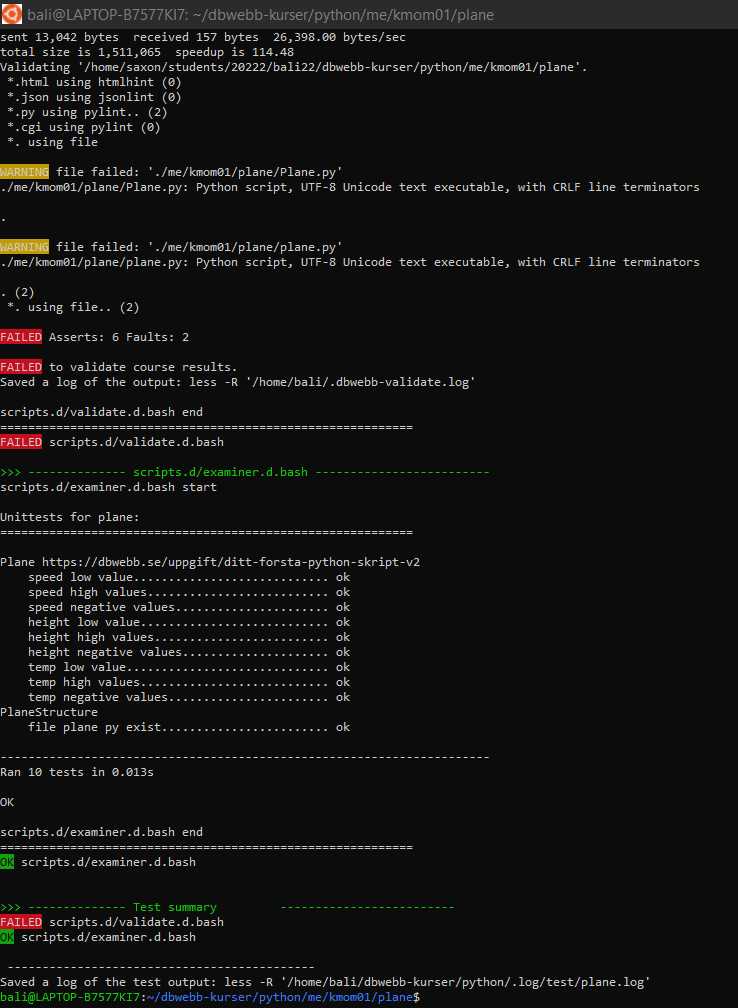 bali@LAPTOP-B7577KI7: ~/dbwebb-kurser/python/me/kmom01/plane
sent 13,042 bytes  received 157 bytes  26,398.00 bytes/sec
total size is 1,511,065  speedup is 114.48
Validating '/home/saxon/students/20222/bali22/dbwebb-kurser/python/me/kmom01/plane'.
 *.html using htmlhint (0)
 *.json using jsonlint (0)
 *.py using pylint.. (2)
 *.cgi using pylint (0)
 *. using file
WARNING file failed: './me/kmom01/plane/Plane.py'
./me/kmom01/plane/Plane.py: Python script, UTF-8 Unicode text executable, with CRLF line terminators
.
WARNING file failed: './me/kmom01/plane/plane.py'
./me/kmom01/plane/plane.py: Python script, UTF-8 Unicode text executable, with CRLF line terminators
. (2)
 *. using file.. (2)
FAILED Asserts: 6 Faults: 2
FAILED to validate course results.
Saved a log of the output: less -R '/home/bali/.dbwebb-validate.log'
scripts.d/validate.d.bash end
===========================================================
FAILED scripts.d/validate.d.bash
>>> -------------- scripts.d/examiner.d.bash -------------------------
scripts.d/examiner.d.bash start
Unittests for plane:
===========================================================
Plane https://dbwebb.se/uppgift/ditt-forsta-python-skript-v2
    speed low value............................ ok
    speed high values.......................... ok
    speed negative values...................... ok
    height low value........................... ok
    height high values......................... ok
    height negative values..................... ok
    temp low value............................. ok
    temp high values........................... ok
    temp negative values....................... ok
PlaneStructure
    file plane py exist........................ ok
----------------------------------------------------------------------
Ran 10 tests in 0.013s
OK
scripts.d/examiner.d.bash end
===========================================================
OK scripts.d/examiner.d.bash
>>> -------------- Test summary         -------------------------
FAILED scripts.d/validate.d.bash
OK scripts.d/examiner.d.bash
 --------------------------------------------
Saved a log of the test output: less -R '/home/bali/dbwebb-kurser/python/.log/test/plane.log'
bali@LAPTOP-B7577KI7:~/dbwebb-kurser/python/me/kmom01/plane$